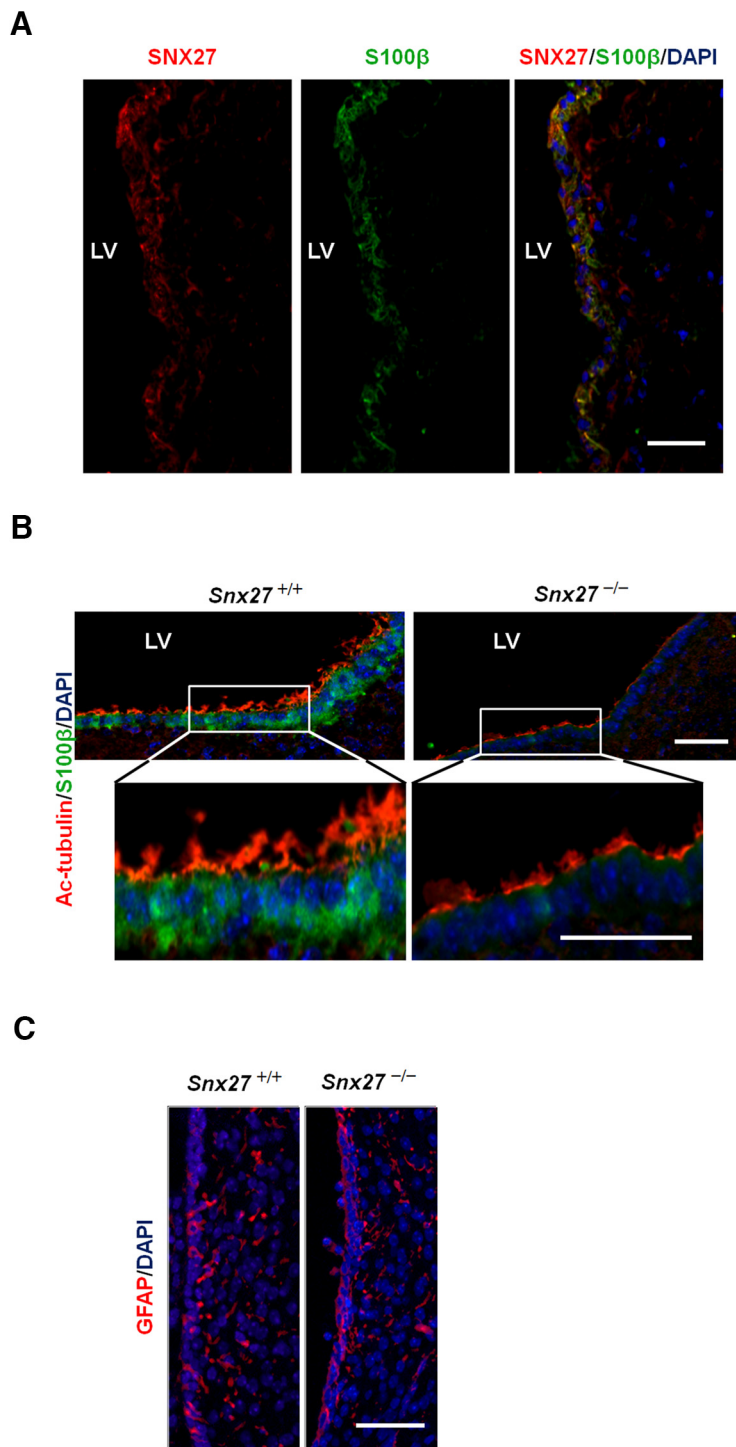 A
SNX27 S100β SNX27/S100β/DAPI
LV LV LV
B
Snx27 +/+ Snx27 −/−
LV LV
Ac-tubulin/S100β/DAPI
C
Snx27 +/+ Snx27 −/−
GFAP/DAPI